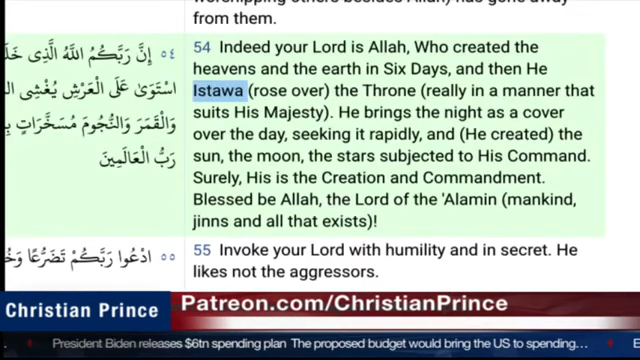 worshipping others besides Allah) has gone away
from them.
54 Indeed your Lord is Allah, Who created the
heavens and the earth in Six Days, and then He
Istawa (rose over) the Throne (really in a manner that
suits His Majesty). He brings the night as a cover
over the day, seeking it rapidly, and (He created) the
sun, the moon, the stars subjected to His Command.
Surely, His is the Creation and Commandment.
Blessed be Allah, the Lord of the 'Alamin (mankind,
jinns and all that exists)!
٥٤ إِنَّ رَبَّكُمُ اللَّهُ الَّذِي
اسْتَوَىٰ عَلَى الْعَرْشِ يُغْشِي
وَالْقَمَرَ وَالنُّجُومَ مُسَخَّرَاتٍ
رَبُّ الْعَالَمِينَ
55 Invoke your Lord with humility and in secret. He
likes not the aggressors.
٥٥ ادْعُوا رَبَّكُمْ تَضَرُّعًا
Christian Prince
Patreon.com/ChristianPrince
President Biden releases $6tn spending plan The proposed budget would bring the US to spending…